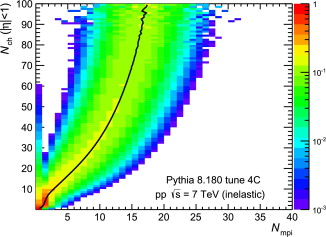 N_ch (|η|<1)
100
90
80
70
60
50
40
30
20
10
1
10^-1
10^-2
10^-3
Pythia 8.180 tune 4C
pp √s = 7 TeV (inelastic)
5 10 15 20 25 30 35 40
N_mpi